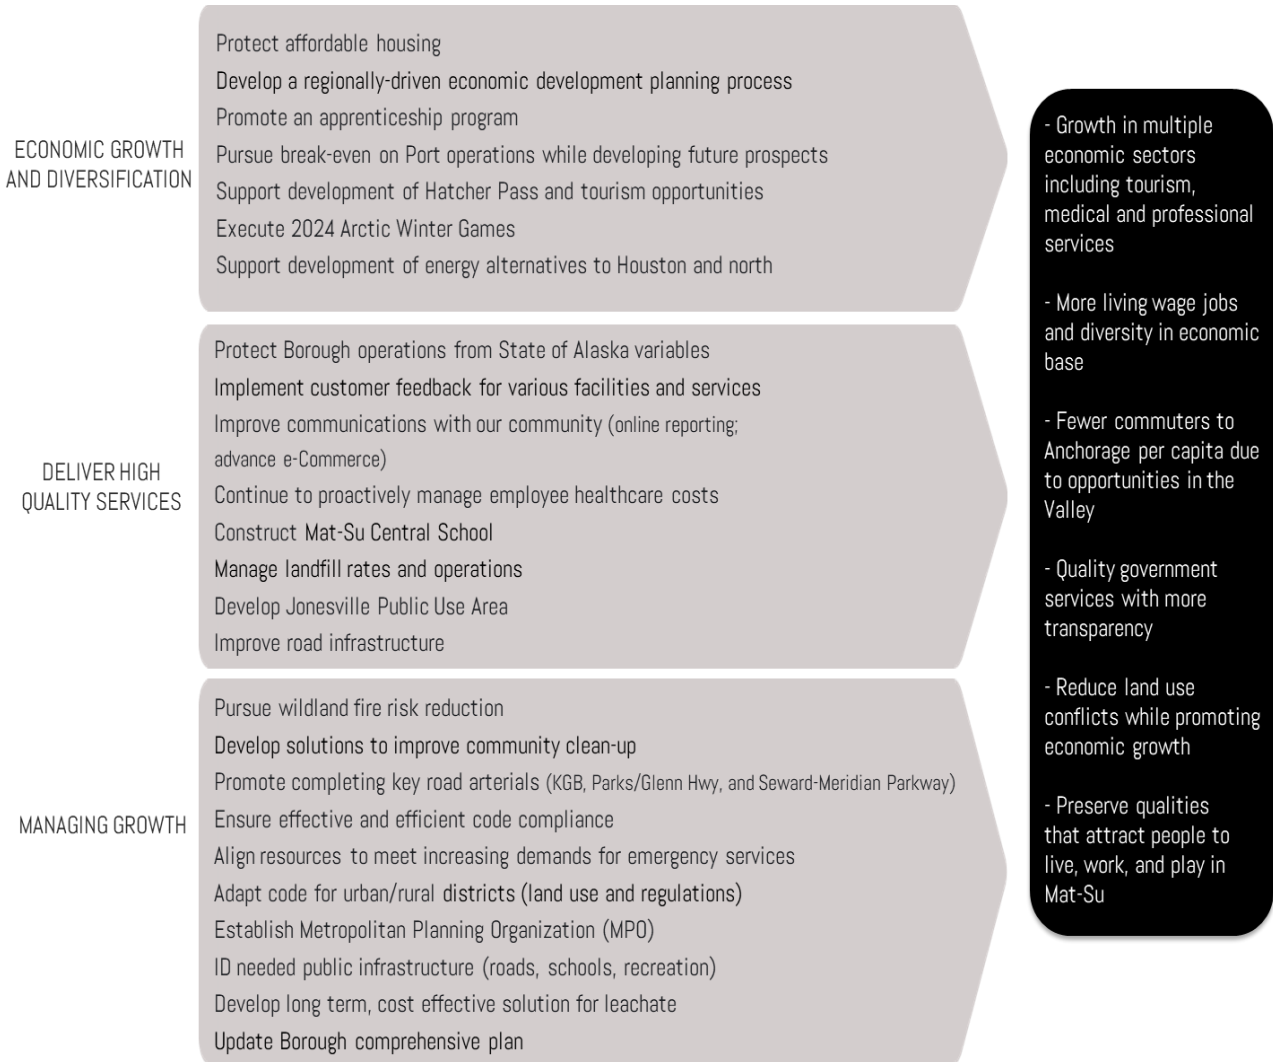 ECONOMIC GROWTH
AND DIVERSIFICATION
Protect affordable housing
Develop a regionally-driven economic development planning process
Promote an apprenticeship program
Pursue break-even on Port operations while developing future prospects
Support development of Hatcher Pass and tourism opportunities
Execute 2024 Arctic Winter Games
Support development of energy alternatives to Houston and north
DELIVER HIGH
QUALITY SERVICES
Protect Borough operations from State of Alaska variables
Implement customer feedback for various facilities and services
Improve communications with our community (online reporting;
advance e-Commerce)
Continue to proactively manage employee healthcare costs
Construct Mat-Su Central School
Manage landfill rates and operations
Develop Jonesville Public Use Area
Improve road infrastructure
MANAGING GROWTH
Pursue wildland fire risk reduction
Develop solutions to improve community clean-up
Promote completing key road arterials (KGB, Parks/Glenn Hwy, and Seward-Meridian Parkway)
Ensure effective and efficient code compliance
Align resources to meet increasing demands for emergency services
Adapt code for urban/rural districts (land use and regulations)
Establish Metropolitan Planning Organization (MPO)
ID needed public infrastructure (roads, schools, recreation)
Develop long term, cost effective solution for leachate
Update Borough comprehensive plan
- Growth in multiple
economic sectors
including tourism,
medical and professional
services
- More living wage jobs
and diversity in economic
base
- Fewer commuters to
Anchorage per capita due
to opportunities in the
Valley
- Quality government
services with more
transparency
- Reduce land use
conflicts while promoting
economic growth
- Preserve qualities
that attract people to
live, work, and play in
Mat-Su